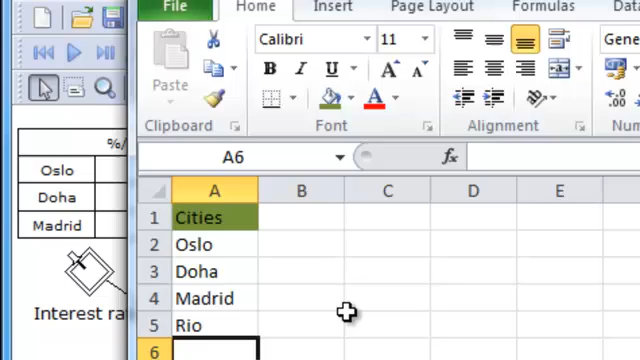 File Home Insert Page Layout Formulas
Calibri 11
Paste
B I U A A A
Clipboard Font Alignment
A6 fx
A B C D E
1 Cities
2 Oslo
3 Doha
4 Madrid
5 Rio
6
%/
Oslo
Doha
Madrid
Interest